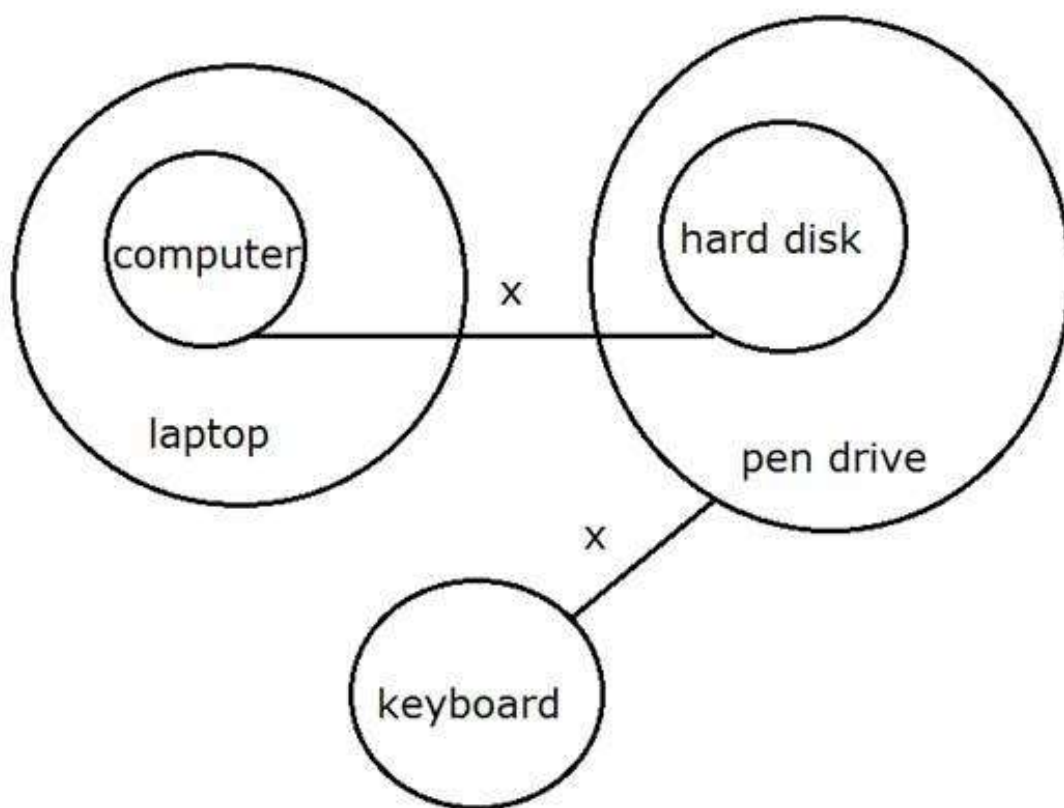 computer
hard disk
x
laptop
pen drive
x
keyboard